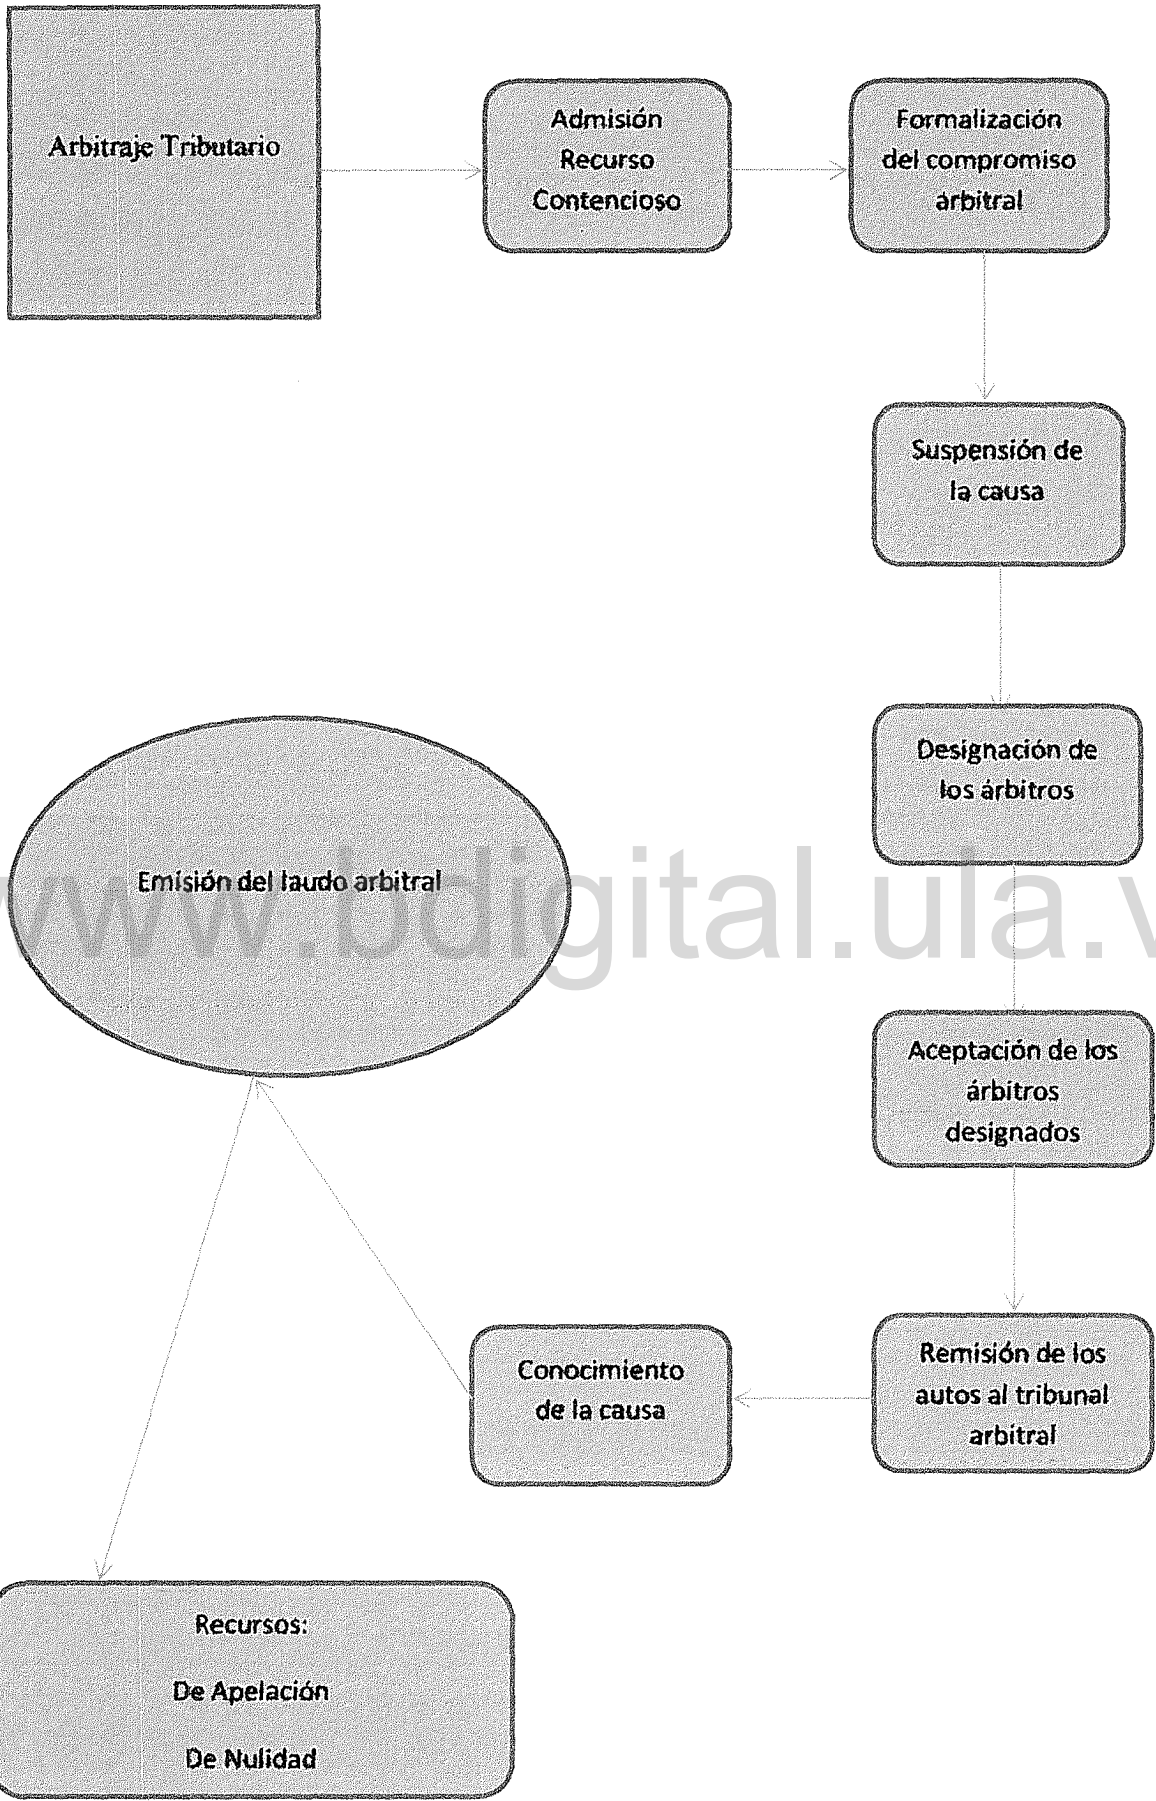 Arbitraje Tributario
Admisión
Recurso
Contencioso
Formalización
del compromiso
arbitral
Suspensión de
la causa
Designación de
los árbitros
Aceptación de los
árbitros
designados
Remisión de los
autos al tribunal
arbitral
Conocimiento
de la causa
Emisión del laudo arbitral
Recursos:
De Apelación
De Nulidad
www.bdigital.ula.v